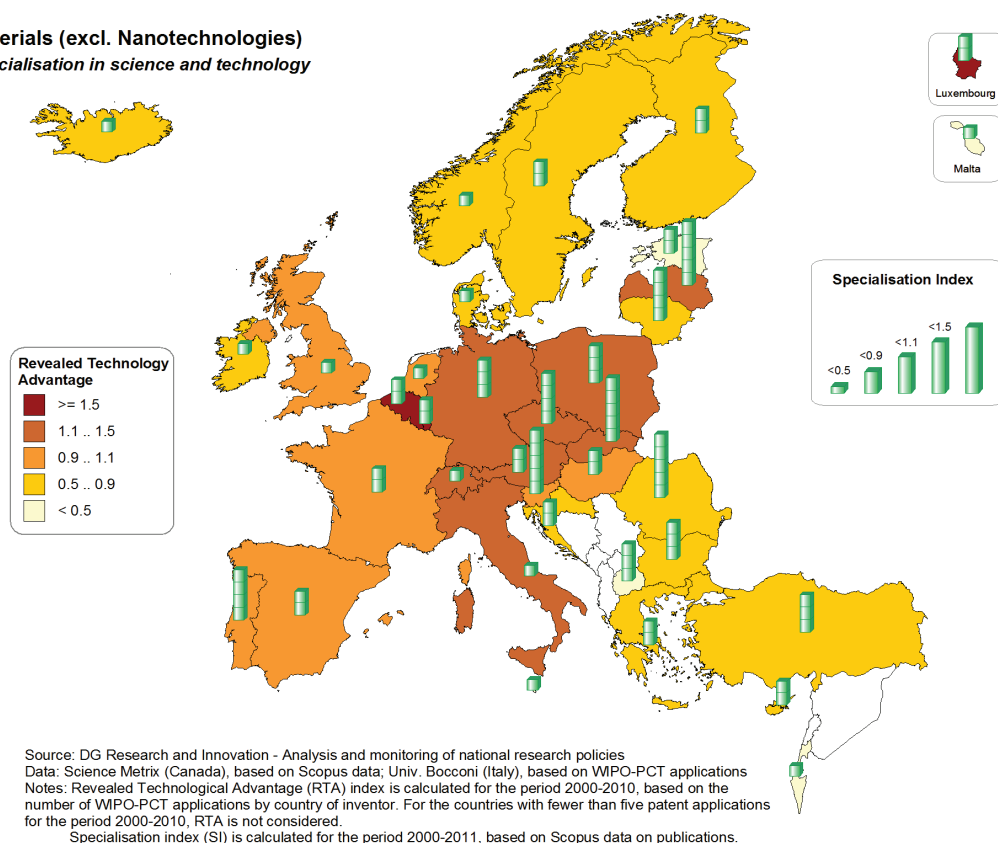 erials (excl. Nanotechnologies)
cialisation in science and technology
Luxembourg
Malta
Specialisation Index
<0.5
<0.9
<1.1
<1.5
Revealed Technology
Advantage
>= 1.5
1.1 .. 1.5
0.9 .. 1.1
0.5 .. 0.9
< 0.5
Source: DG Research and Innovation - Analysis and monitoring of national research policies
Data: Science Metrix (Canada), based on Scopus data; Univ. Bocconi (Italy), based on WIPO-PCT applications
Notes: Revealed Technological Advantage (RTA) index is calculated for the period 2000-2010, based on the
number of WIPO-PCT applications by country of inventor. For the countries with fewer than five patent applications
for the period 2000-2010, RTA is not considered.
Specialisation index (SI) is calculated for the period 2000-2011, based on Scopus data on publications.